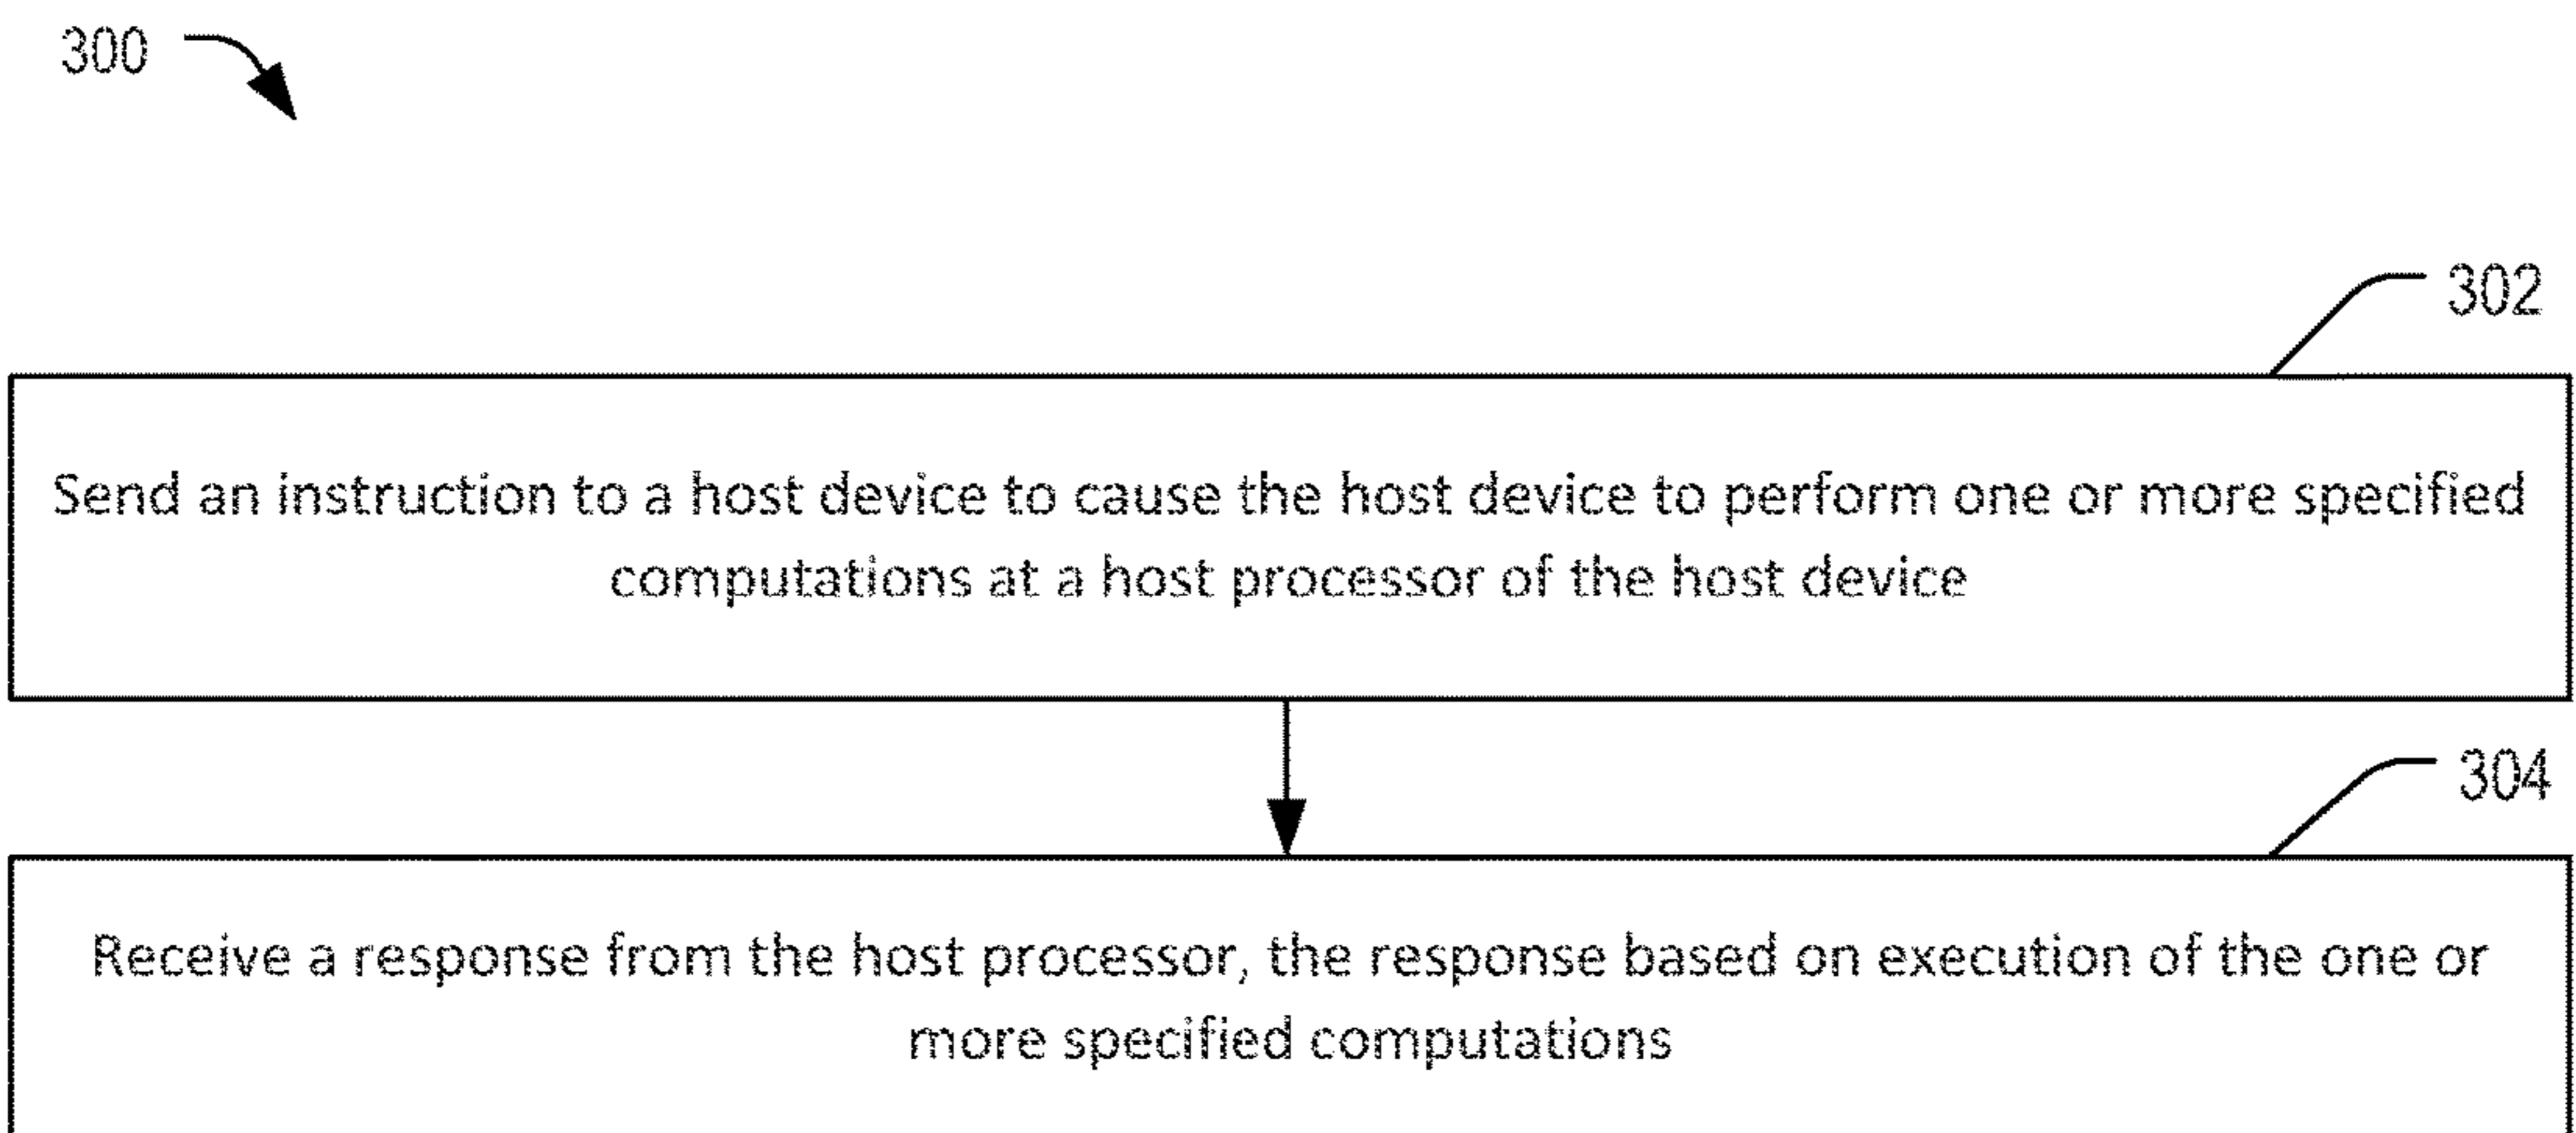 300
302
Send an instruction to a host device to cause the host device to perform one or more specified
computations at a host processor of the host device
304
Receive a response from the host processor, the response based on execution of the one or
more specified computations